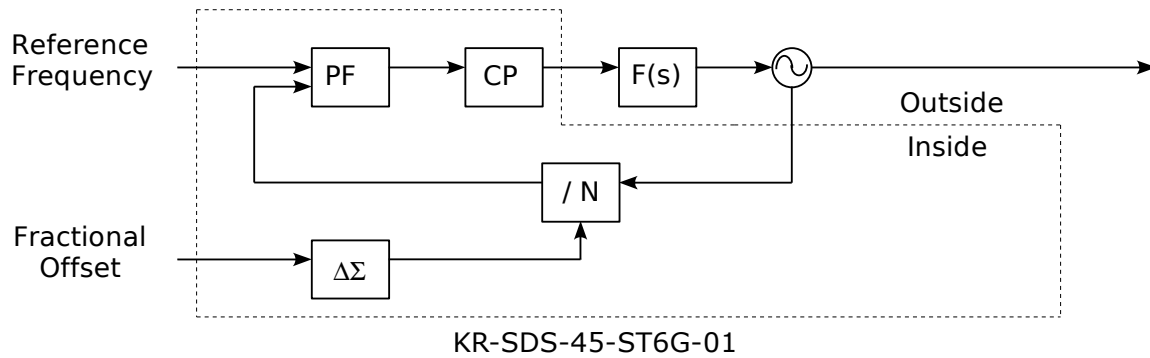 Reference
Frequency
PF
CP
F(s)
Outside
Inside
/ N
Fractional
Offset
ΔΣ
KR-SDS-45-ST6G-01